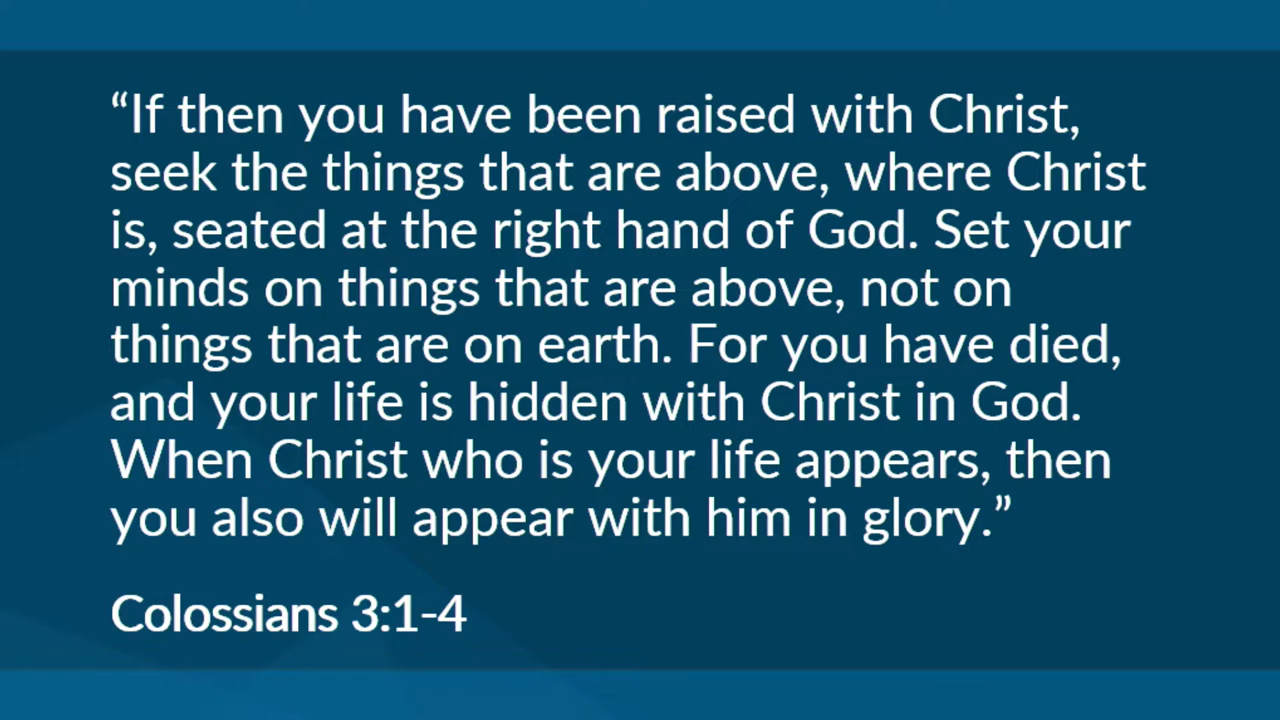 “If then you have been raised with Christ,
seek the things that are above, where Christ
is, seated at the right hand of God. Set your
minds on things that are above, not on
things that are on earth. For you have died,
and your life is hidden with Christ in God.
When Christ who is your life appears, then
you also will appear with him in glory.”
Colossians 3:1-4